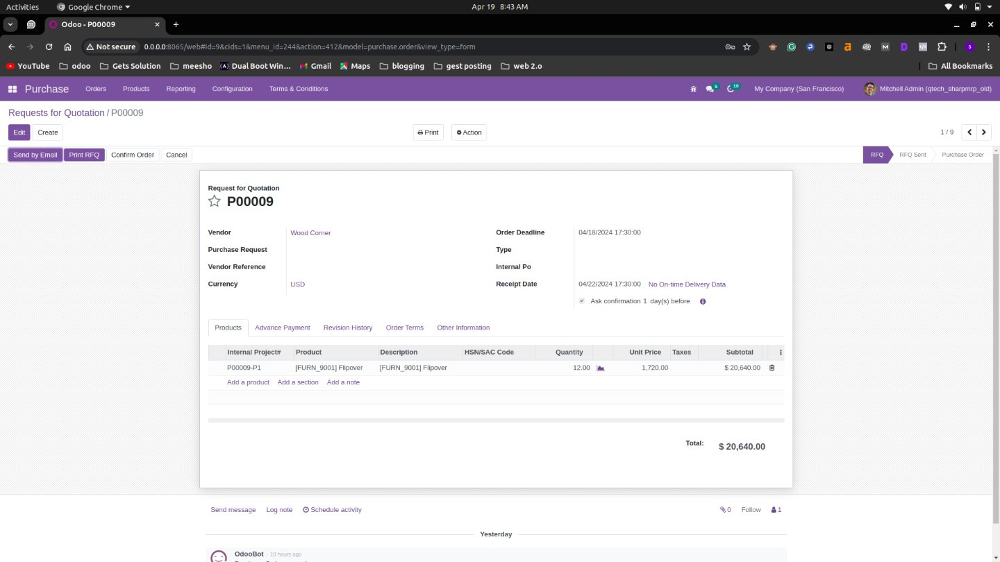 Activities Google Chrome Apr 19 8:43 AM
Odoo - P00009
Not secure 0.0.0.0:8065/web#id=9&cids=1&menu_id=244&action=412&model=purchase.order&view_type=form
YouTube odoo Gets Solution meesho Dual Boot Win... Gmail Maps blogging gest posting web 2.o All Bookmarks
Purchase Orders Products Reporting Configuration Terms & Conditions 5 10 My Company (San Francisco) Mitchell Admin (qtech_sharpmrp_old)
Requests for Quotation / P00009
Edit Create Print Action 1 / 9
Send by Email Print RFQ Confirm Order Cancel RFQ RFQ Sent Purchase Order
Request for Quotation
P00009
Vendor Wood Corner Order Deadline 04/18/2024 17:30:00
Purchase Request Type
Vendor Reference Internal Po
Currency USD Receipt Date 04/22/2024 17:30:00 No On-time Delivery Data
Ask confirmation 1 day(s) before
Products Advance Payment Revision History Order Terms Other Information
Internal Project# Product Description HSN/SAC Code Quantity Unit Price Taxes Subtotal
P00009-P1 [FURN_9001] Flipover [FURN_9001] Flipover 12.00 1,720.00 $ 20,640.00
Add a product Add a section Add a note
Total: $ 20,640.00
Send message Log note Schedule activity 0 Follow 1
Yesterday
OdooBot - 10 hours ago